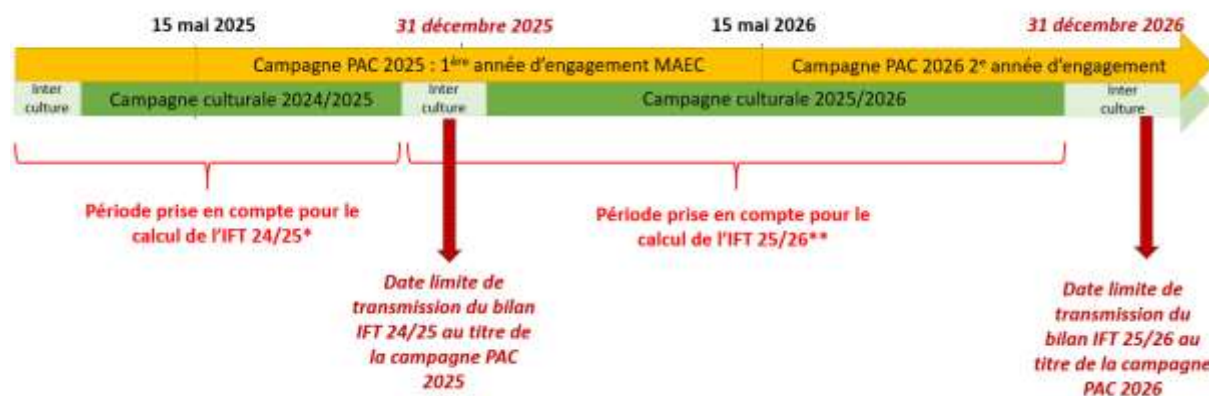 15 mai 2025
31 décembre 2025
15 mai 2026
31 décembre 2026
Campagne PAC 2025 : 1ère année d'engagement MAEC
Campagne PAC 2026 2e année d'engagement
Inter
culture
Campagne culturale 2024/2025
Inter
culture
Campagne culturale 2025/2026
Inter
culture
Période prise en compte pour le
calcul de l'IFT 24/25*
Période prise en compte pour le
calcul de l'IFT 25/26**
Date limite de
transmission du bilan
IFT 24/25 au titre de
la campagne PAC
2025
Date limite de
transmission du
bilan IFT 25/26 au
titre de la campagne
PAC 2026